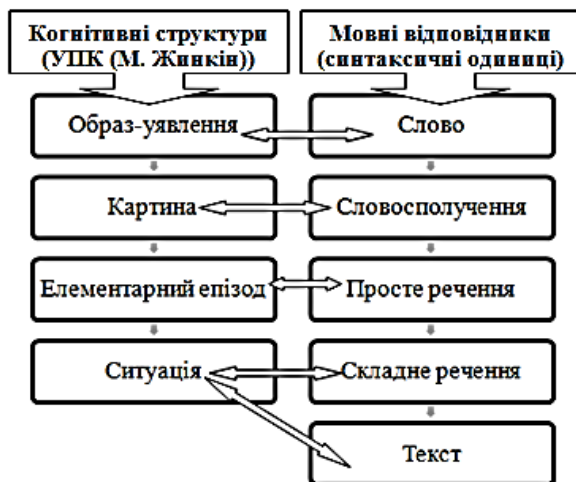 Когнитивні структури
(УПК (М. Жинкін))
Мовні відповідники
(синтаксичні одиниці)
Образ-уявлення
Слово
Картина
Словосполучення
Елементарний епізод
Просте речення
Ситуація
Складне речення
Текст